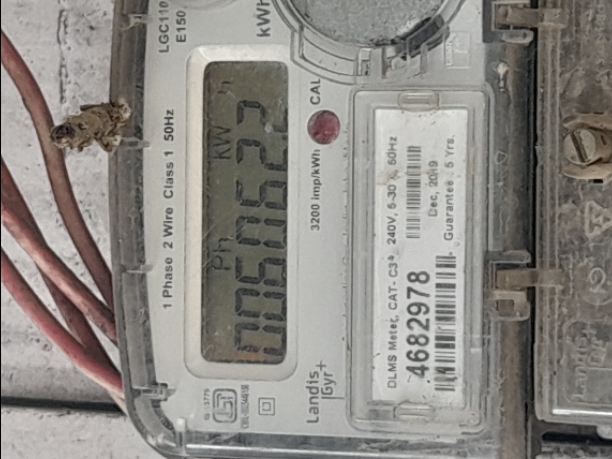 LGC110
E150
kWh
1 Phase 2 Wire Class 1 50Hz
Ph kW h
3200 imp/kWh CAL
Landis
Gyr+
DLMS Meter, CAT- C3 240V, 5-30 A, 50Hz
4682978
Dec, 2019
Guarantee: 5 Yrs.